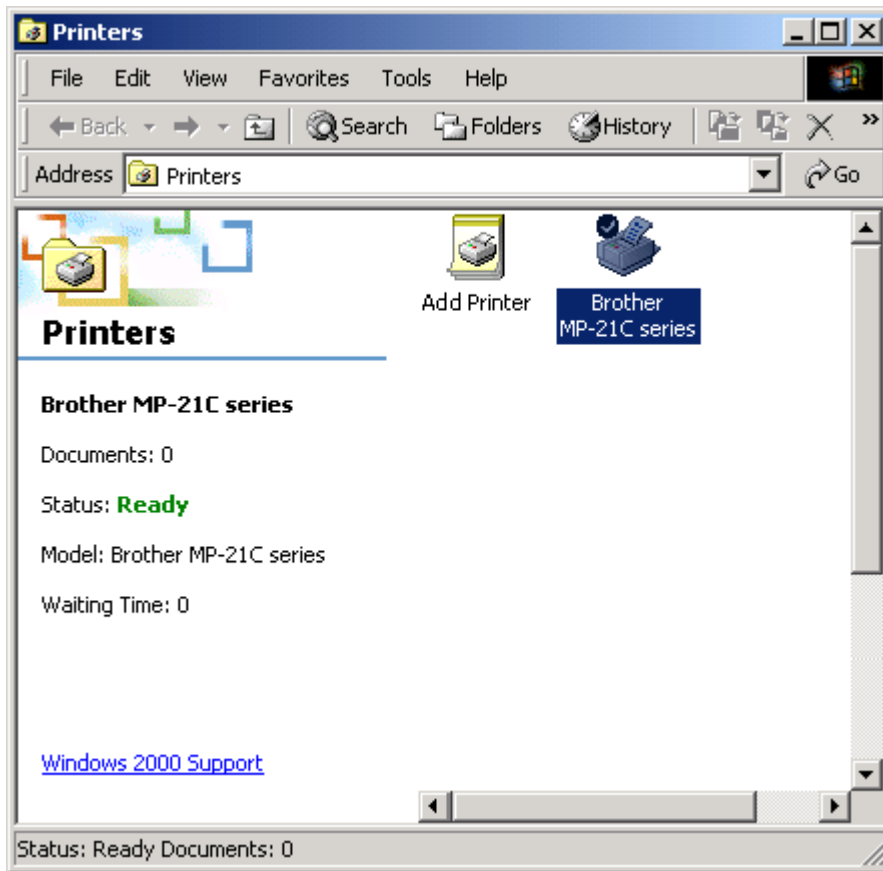 Printers
File Edit View Favorites Tools Help
Back Search Folders History »
Address Printers Go
Add Printer
Brother
MP-21C series
Printers
Brother MP-21C series
Documents: 0
Status: Ready
Model: Brother MP-21C series
Waiting Time: 0
Windows 2000 Support
Status: Ready Documents: 0